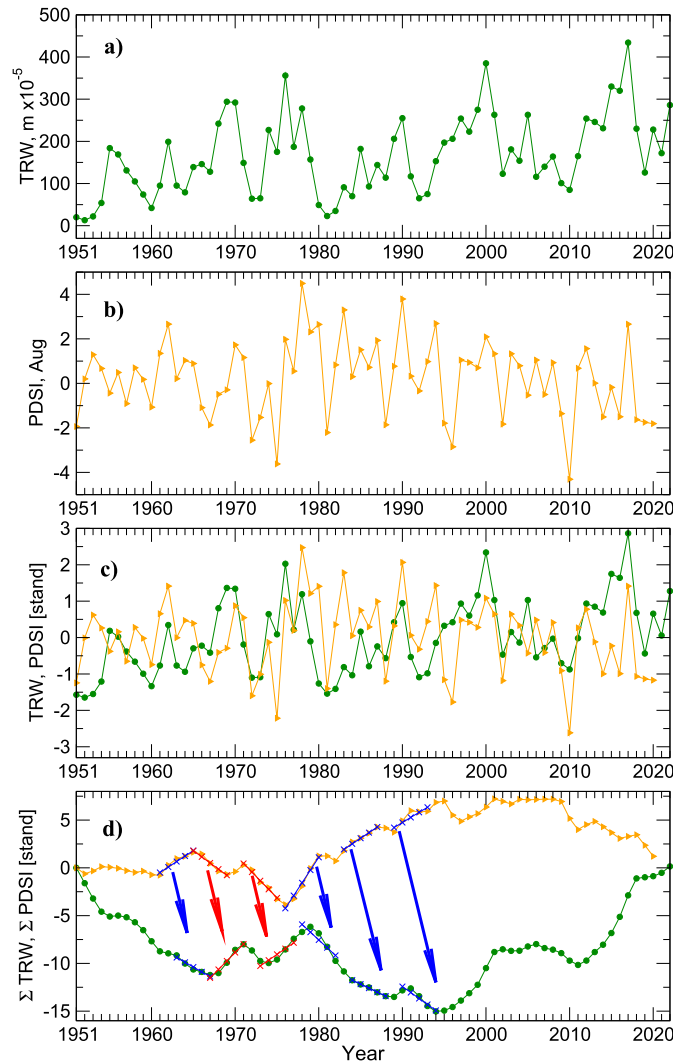 500
400
300
200
100
0
TRW, m x10-5
a)
1951 1960 1970 1980 1990 2000 2010 2020
4
2
0
-2
-4
PDSI, Aug
b)
1951 1960 1970 1980 1990 2000 2010 2020
3
2
1
0
-1
-2
-3
TRW, PDSI [stand]
c)
1951 1960 1970 1980 1990 2000 2010 2020
5
0
-5
-10
-15
Σ TRW, Σ PDSI [stand]
d)
1951 1960 1970 1980 1990 2000 2010 2020
Year